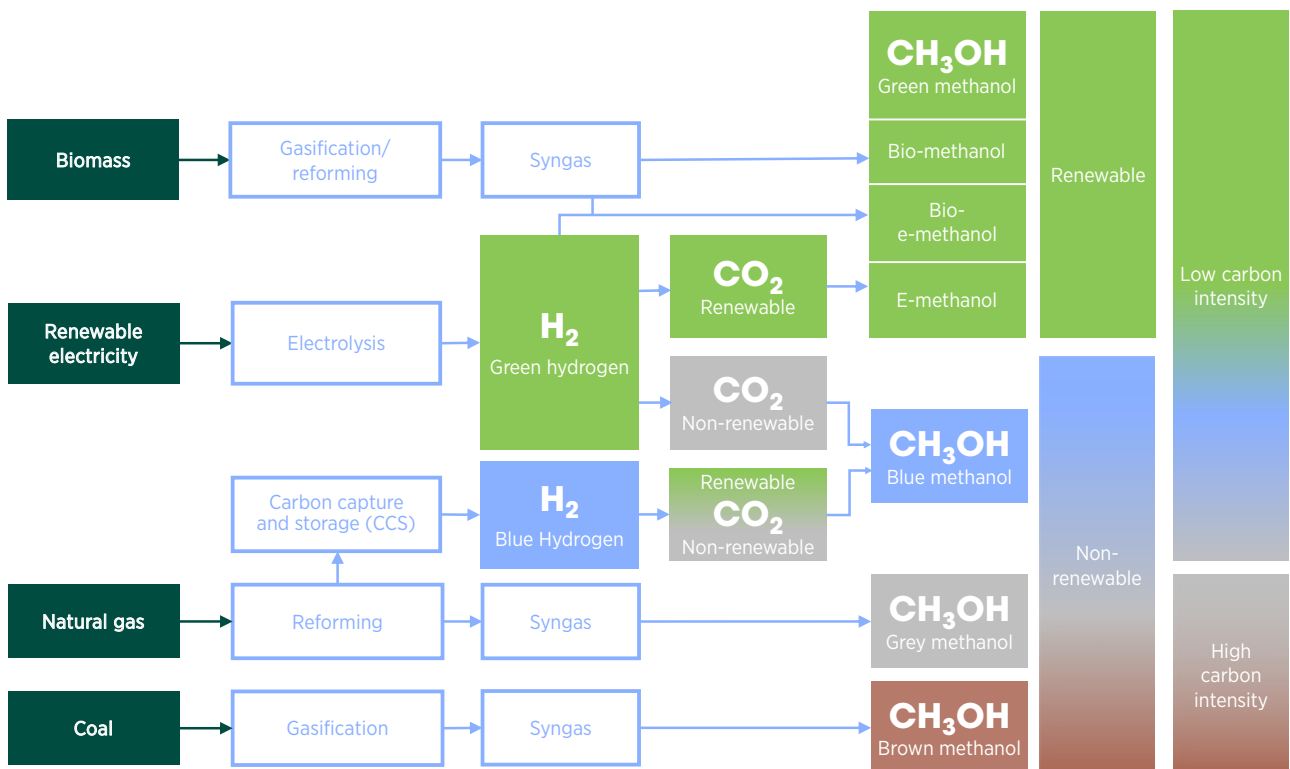 CH₃OH
Green methanol
Biomass
Gasification/
reforming
Syngas
Bio-methanol
Renewable
Bio-
e-methanol
Renewable
electricity
Electrolysis
H₂
Green hydrogen
CO₂
Renewable
E-methanol
Low carbon
intensity
CO₂
Non-renewable
CH₃OH
Blue methanol
Carbon capture
and storage (CCS)
H₂
Blue Hydrogen
Renewable
CO₂
Non-renewable
Non-
renewable
Natural gas
Reforming
Syngas
CH₃OH
Grey methanol
High
carbon
intensity
Coal
Gasification
Syngas
CH₃OH
Brown methanol